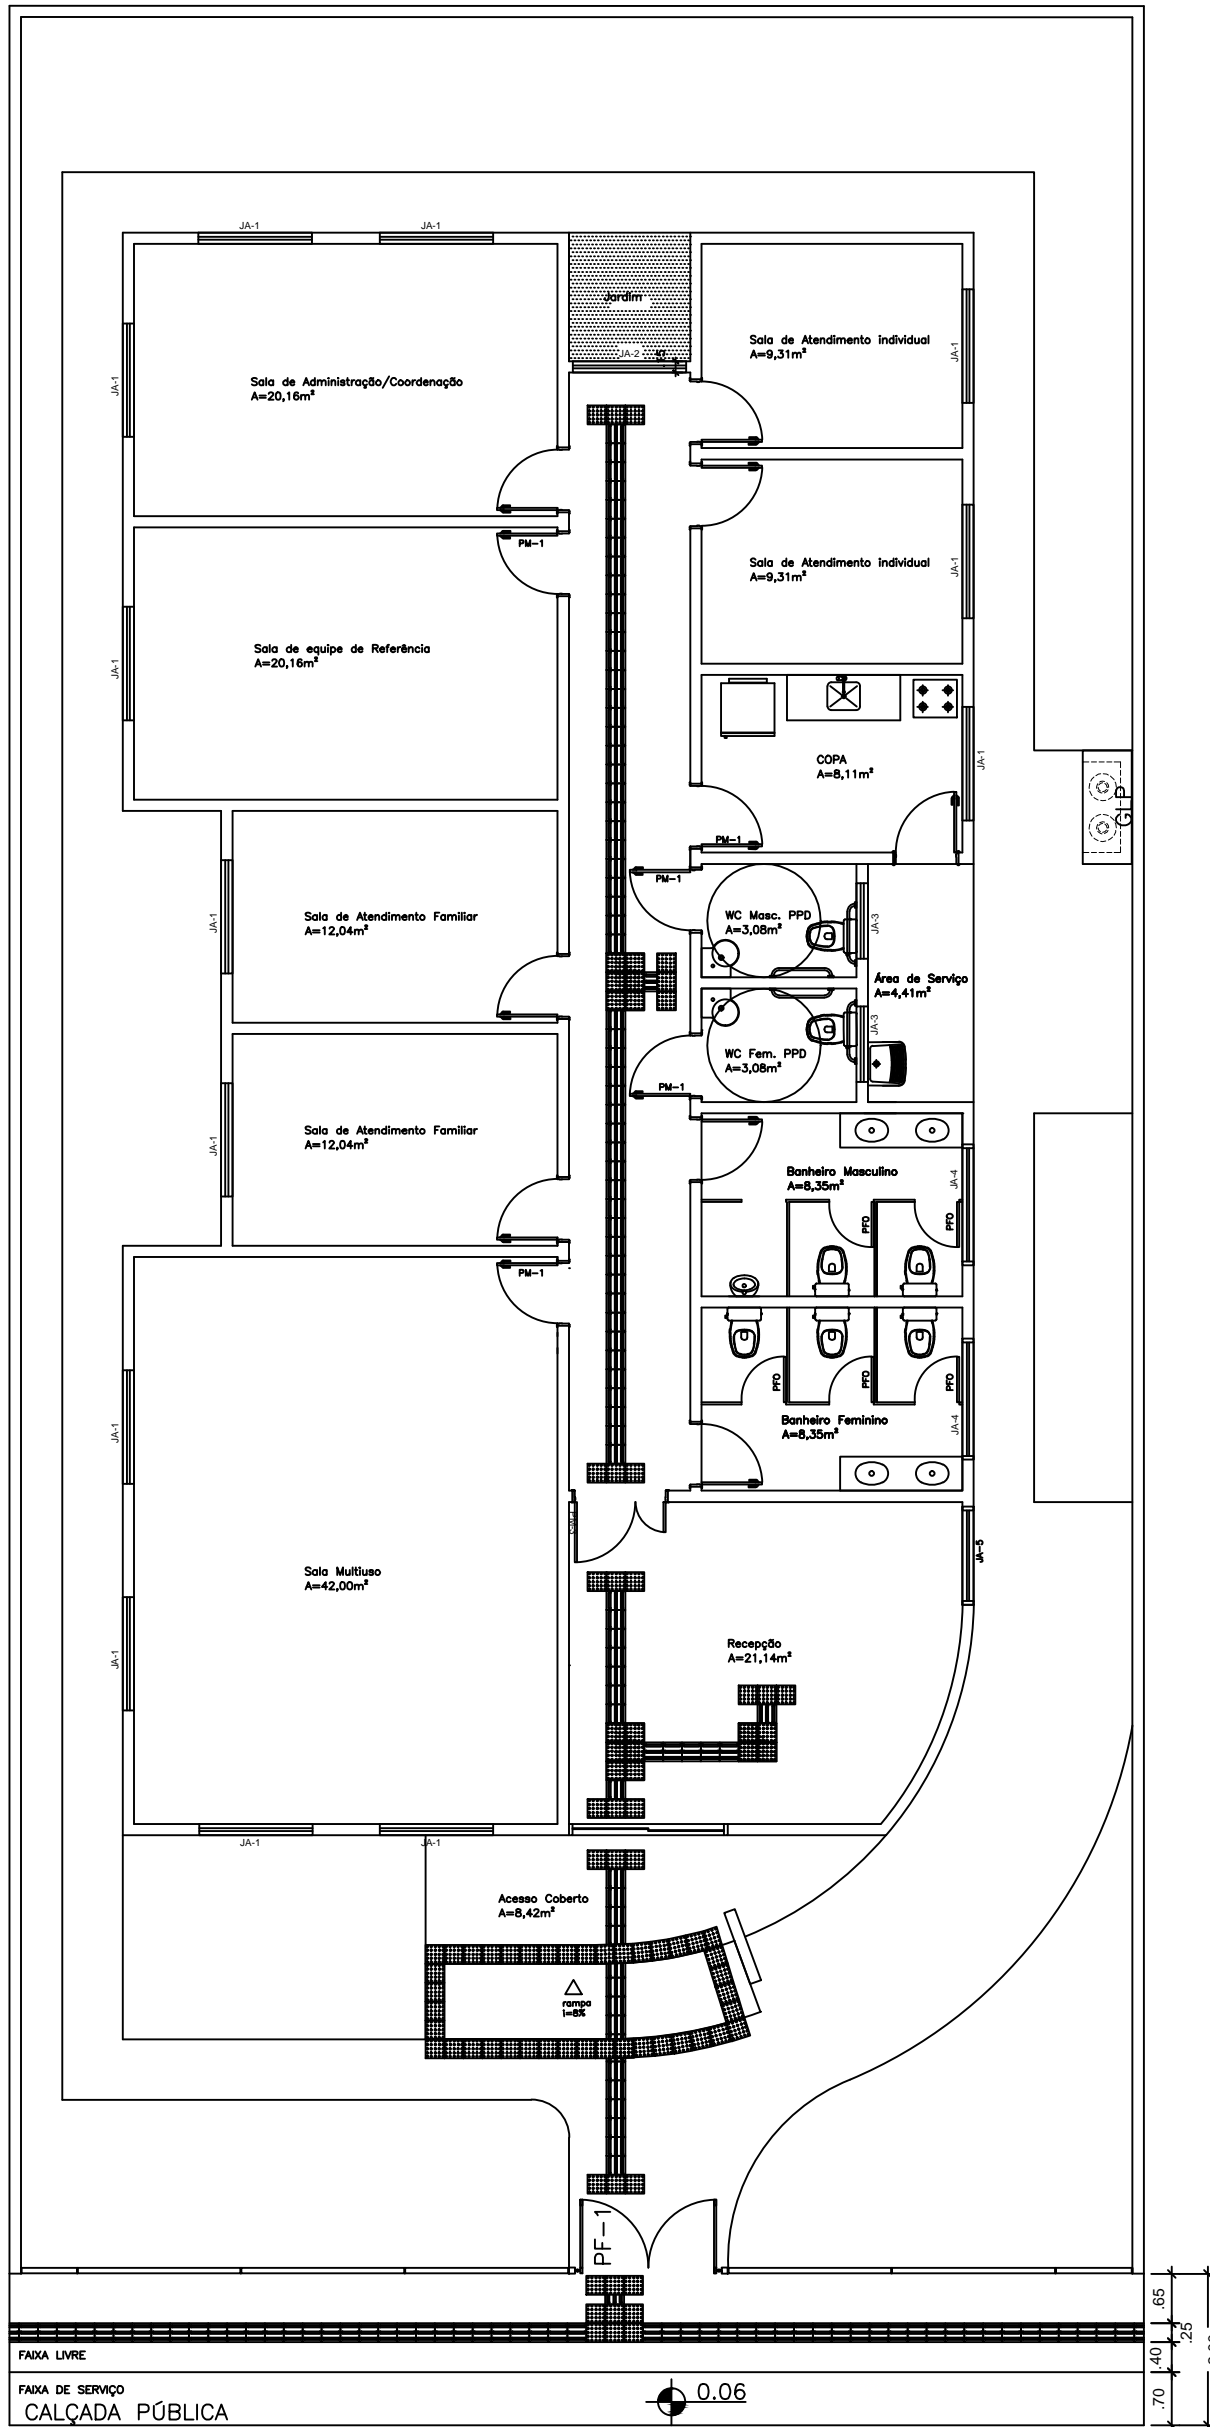 JA-1
JA-1
Jardim
JA-2
.15
Sala de Atendimento individual
A=9,31m²
JA-1
JA-1
Sala de Administração/Coordenação
A=20,16m²
PM-1
Sala de Atendimento individual
A=9,31m²
JA-1
Sala de equipe de Referência
A=20,16m²
JA-1
COPA
A=8,11m²
JA-1
GLP
PM-1
PM-1
Sala de Atendimento Familiar
A=12,04m²
JA-1
WC Masc. PPD
A=3,08m²
JA-3
Área de Serviço
A=4,41m²
JA-3
WC Fem. PPD
A=3,08m²
PM-1
Sala de Atendimento Familiar
A=12,04m²
JA-1
Banheiro Masculino
A=8,35m²
JA-4
PFO
PFO
PM-1
PFO
PFO
PFO
Banheiro Feminino
A=8,35m²
JA-4
JA-1
JA-5
Sala Multiuso
A=42,00m²
JA-1
Recepção
A=21,14m²
JA-1
JA-1
Acesso Coberto
A=8,42m²
rampa
i=8%
PF-1
.65
.25
.40
.70
FAIXA LIVRE
FAIXA DE SERVIÇO
CALÇADA PÚBLICA
0.06